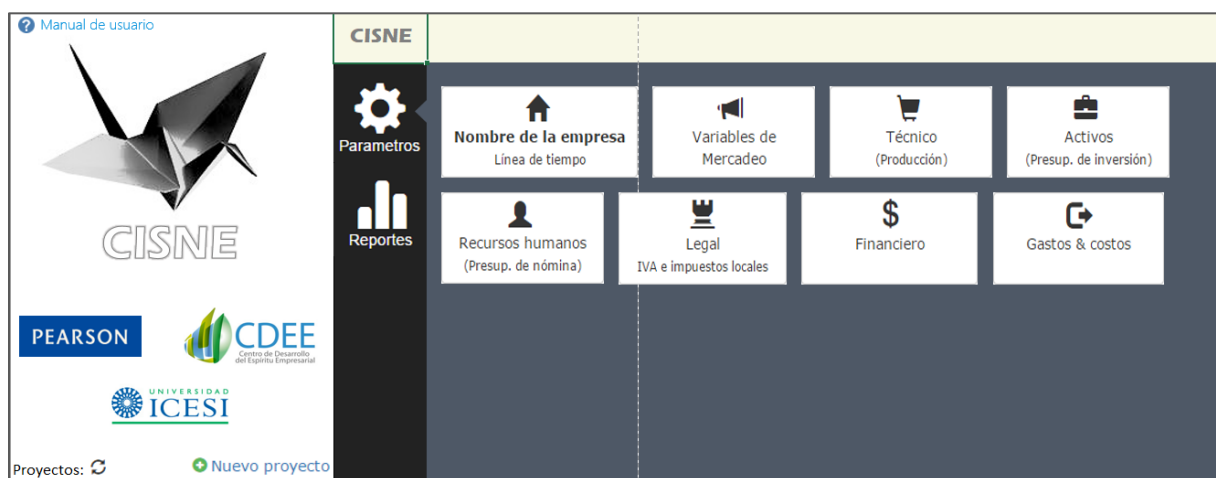 Manual de usuario
CISNE
PEARSON
CDEE
Centro de Desarrollo
del Espíritu Empresarial
UNIVERSIDAD
ICESI
Proyectos:
Nuevo proyecto
CISNE
Parametros
Reportes
Nombre de la empresa
Línea de tiempo
Variables de
Mercadeo
Técnico
(Producción)
Activos
(Presup. de inversión)
Recursos humanos
(Presup. de nómina)
Legal
IVA e impuestos locales
$
Financiero
Gastos & costos